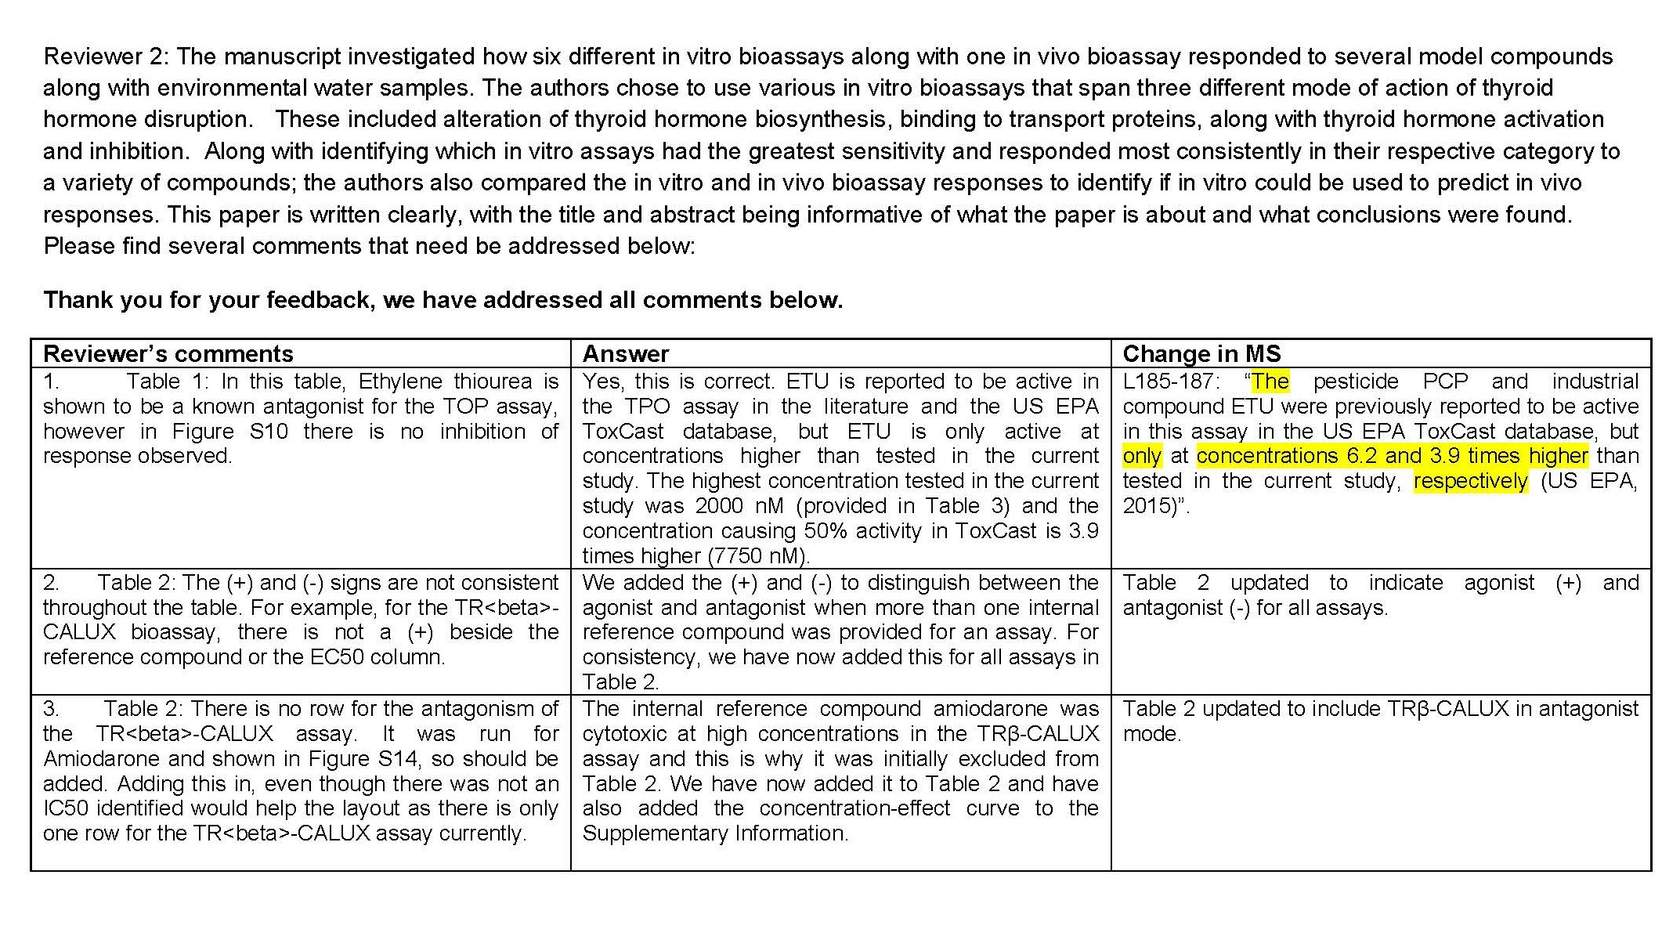 Reviewer 2: The manuscript investigated how six different in vitro bioassays along with one in vivo bioassay responded to several model compounds
along with environmental water samples. The authors chose to use various in vitro bioassays that span three different mode of action of thyroid
hormone disruption.   These included alteration of thyroid hormone biosynthesis, binding to transport proteins, along with thyroid hormone activation
and inhibition.  Along with identifying which in vitro assays had the greatest sensitivity and responded most consistently in their respective category to
a variety of compounds; the authors also compared the in vitro and in vivo bioassay responses to identify if in vitro could be used to predict in vivo
responses. This paper is written clearly, with the title and abstract being informative of what the paper is about and what conclusions were found.
Please find several comments that need be addressed below:
Thank you for your feedback, we have addressed all comments below.
Reviewer's comments
Answer
Change in MS
1. Table 1: In this table, Ethylene thiourea is
shown to be a known antagonist for the TOP assay,
however in Figure S10 there is no inhibition of
response observed.
Yes, this is correct. ETU is reported to be active in
the TPO assay in the literature and the US EPA
ToxCast database, but ETU is only active at
concentrations higher than tested in the current
study. The highest concentration tested in the current
study was 2000 nM (provided in Table 3) and the
concentration causing 50% activity in ToxCast is 3.9
times higher (7750 nM).
L185-187: “The pesticide PCP and industrial
compound ETU were previously reported to be active
in this assay in the US EPA ToxCast database, but
only at concentrations 6.2 and 3.9 times higher than
tested in the current study, respectively (US EPA,
2015)”.
2. Table 2: The (+) and (-) signs are not consistent
throughout the table. For example, for the TR<beta>-
CALUX bioassay, there is not a (+) beside the
reference compound or the EC50 column.
We added the (+) and (-) to distinguish between the
agonist and antagonist when more than one internal
reference compound was provided for an assay. For
consistency, we have now added this for all assays in
Table 2.
Table 2 updated to indicate agonist (+) and
antagonist (-) for all assays.
3. Table 2: There is no row for the antagonism of
the TR<beta>-CALUX assay. It was run for
Amiodarone and shown in Figure S14, so should be
added. Adding this in, even though there was not an
IC50 identified would help the layout as there is only
one row for the TR<beta>-CALUX assay currently.
The internal reference compound amiodarone was
cytotoxic at high concentrations in the TRβ-CALUX
assay and this is why it was initially excluded from
Table 2. We have now added it to Table 2 and have
also added the concentration-effect curve to the
Supplementary Information.
Table 2 updated to include TRβ-CALUX in antagonist
mode.